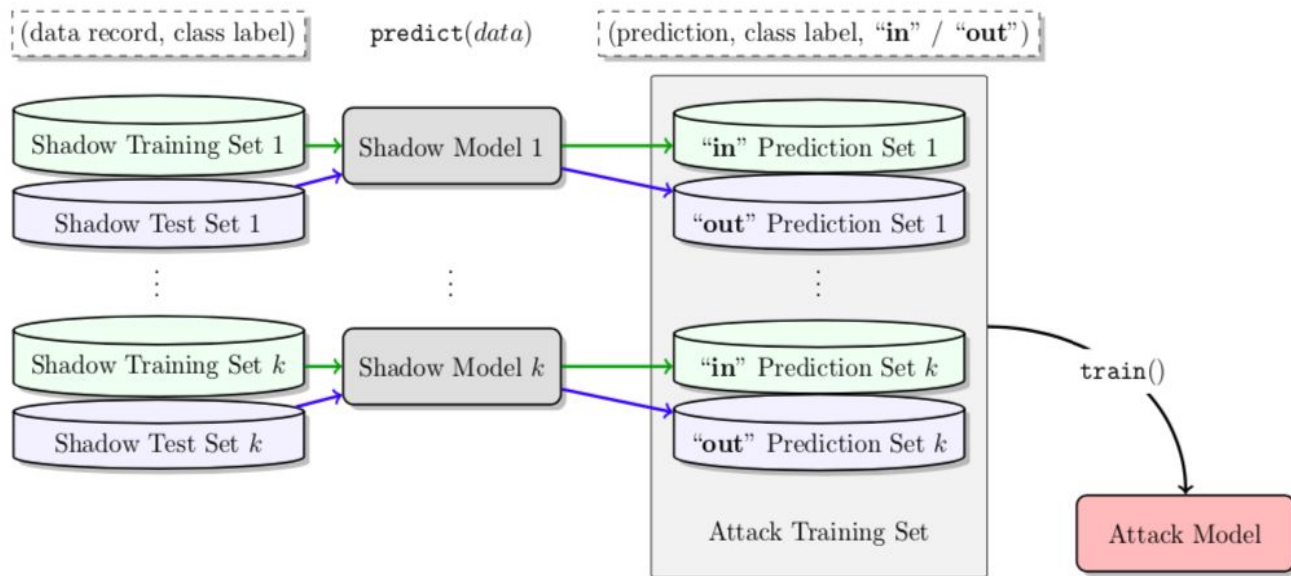 (data record, class label)
predict(data)
(prediction, class label, “in” / “out”)
Shadow Training Set 1
Shadow Model 1
“in” Prediction Set 1
Shadow Test Set 1
“out” Prediction Set 1
Shadow Training Set k
Shadow Model k
“in” Prediction Set k
Shadow Test Set k
“out” Prediction Set k
train()
Attack Training Set
Attack Model